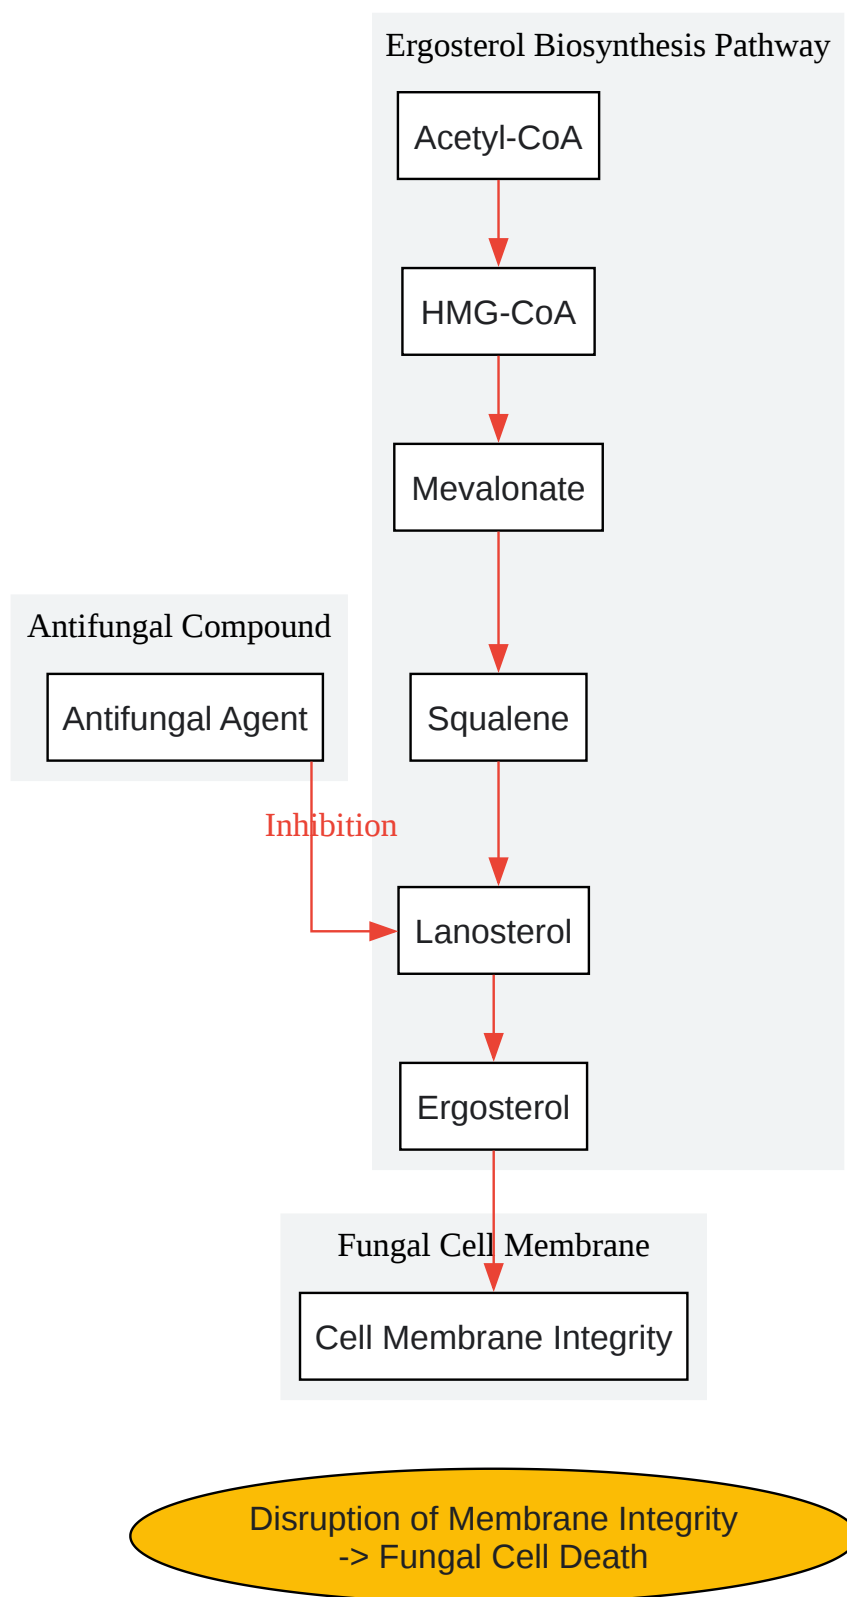 Ergosterol Biosynthesis Pathway
Acetyl-CoA
HMG-CoA
Mevalonate
Antifungal Compound
Antifungal Agent
Squalene
Inhibition
Lanosterol
Ergosterol
Fungal Cell Membrane
Cell Membrane Integrity
Disruption of Membrane Integrity
-> Fungal Cell Death